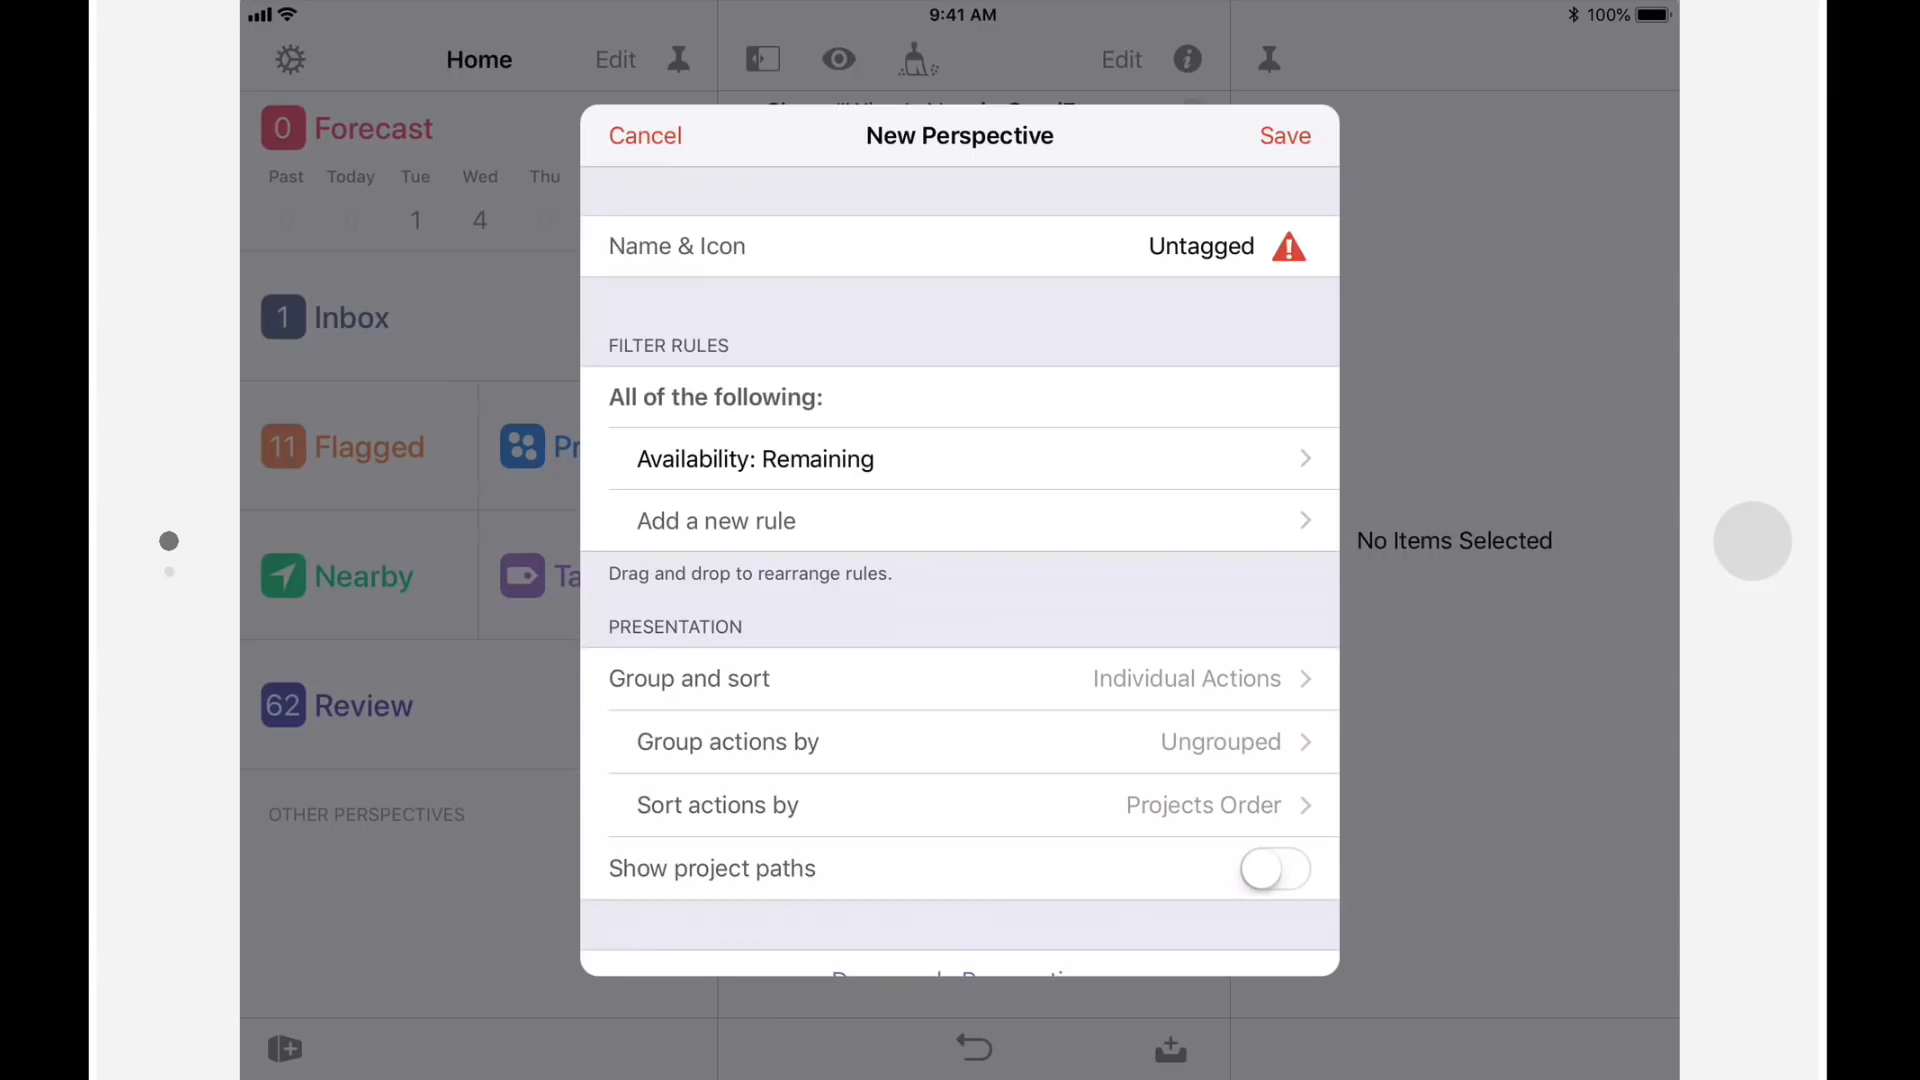 9:41 AM
100%
Home
Edit
Edit
0 Forecast
Past Today Tue Wed Thu
1 4
1 Inbox
11 Flagged
Nearby
62 Review
OTHER PERSPECTIVES
Cancel
New Perspective
Save
Name & Icon
Untagged
FILTER RULES
All of the following:
Availability: Remaining
Add a new rule
Drag and drop to rearrange rules.
PRESENTATION
Group and sort
Individual Actions
Group actions by
Ungrouped
Sort actions by
Projects Order
Show project paths
No Items Selected